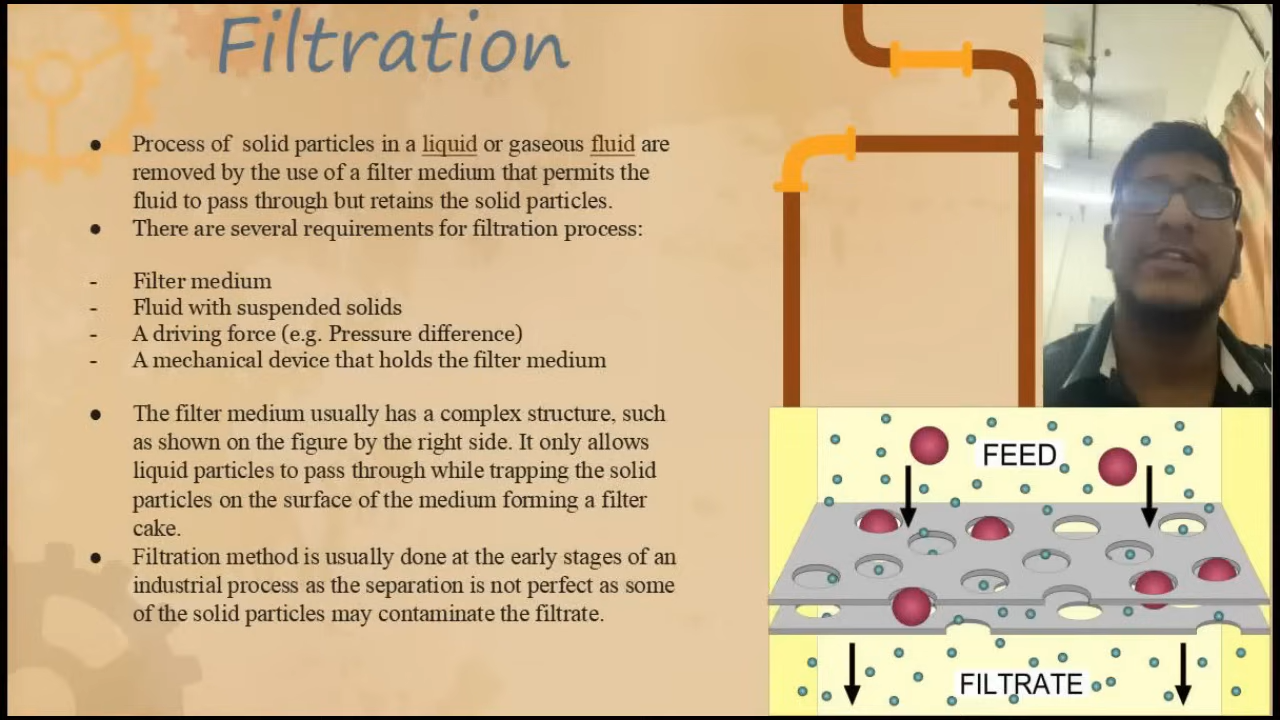 Filtration
● Process of solid particles in a liquid or gaseous fluid are
removed by the use of a filter medium that permits the
fluid to pass through but retains the solid particles.
● There are several requirements for filtration process:
- Filter medium
- Fluid with suspended solids
- A driving force (e.g. Pressure difference)
- A mechanical device that holds the filter medium
● The filter medium usually has a complex structure, such
as shown on the figure by the right side. It only allows
liquid particles to pass through while trapping the solid
particles on the surface of the medium forming a filter
cake.
● Filtration method is usually done at the early stages of an
industrial process as the separation is not perfect as some
of the solid particles may contaminate the filtrate.
FEED
FILTRATE